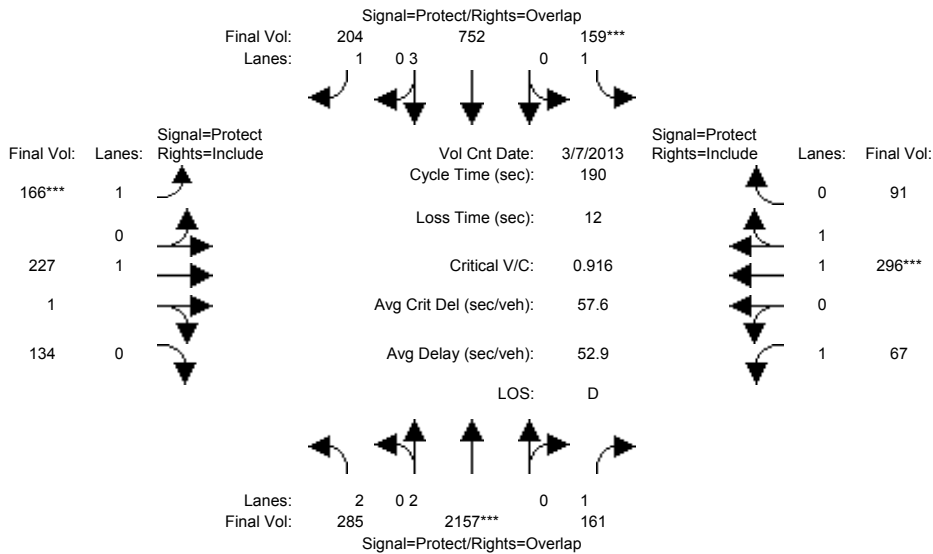 Signal=Protect/Rights=Overlap
Final Vol: 204 752 159***
Lanes: 1 0 3 0 1
Signal=Protect
Final Vol: Lanes: Rights=Include
Vol Cnt Date: 3/7/2013
Signal=Protect
Rights=Include Lanes: Final Vol:
Cycle Time (sec): 190
166*** 1
0 91
Loss Time (sec): 12
0
1
227 1
Critical V/C: 0.916
1 296***
1
Avg Crit Del (sec/veh): 57.6
0
134 0
Avg Delay (sec/veh): 52.9
1 67
LOS: D
Lanes: 2 0 2 0 1
Final Vol: 285 2157*** 161
Signal=Protect/Rights=Overlap